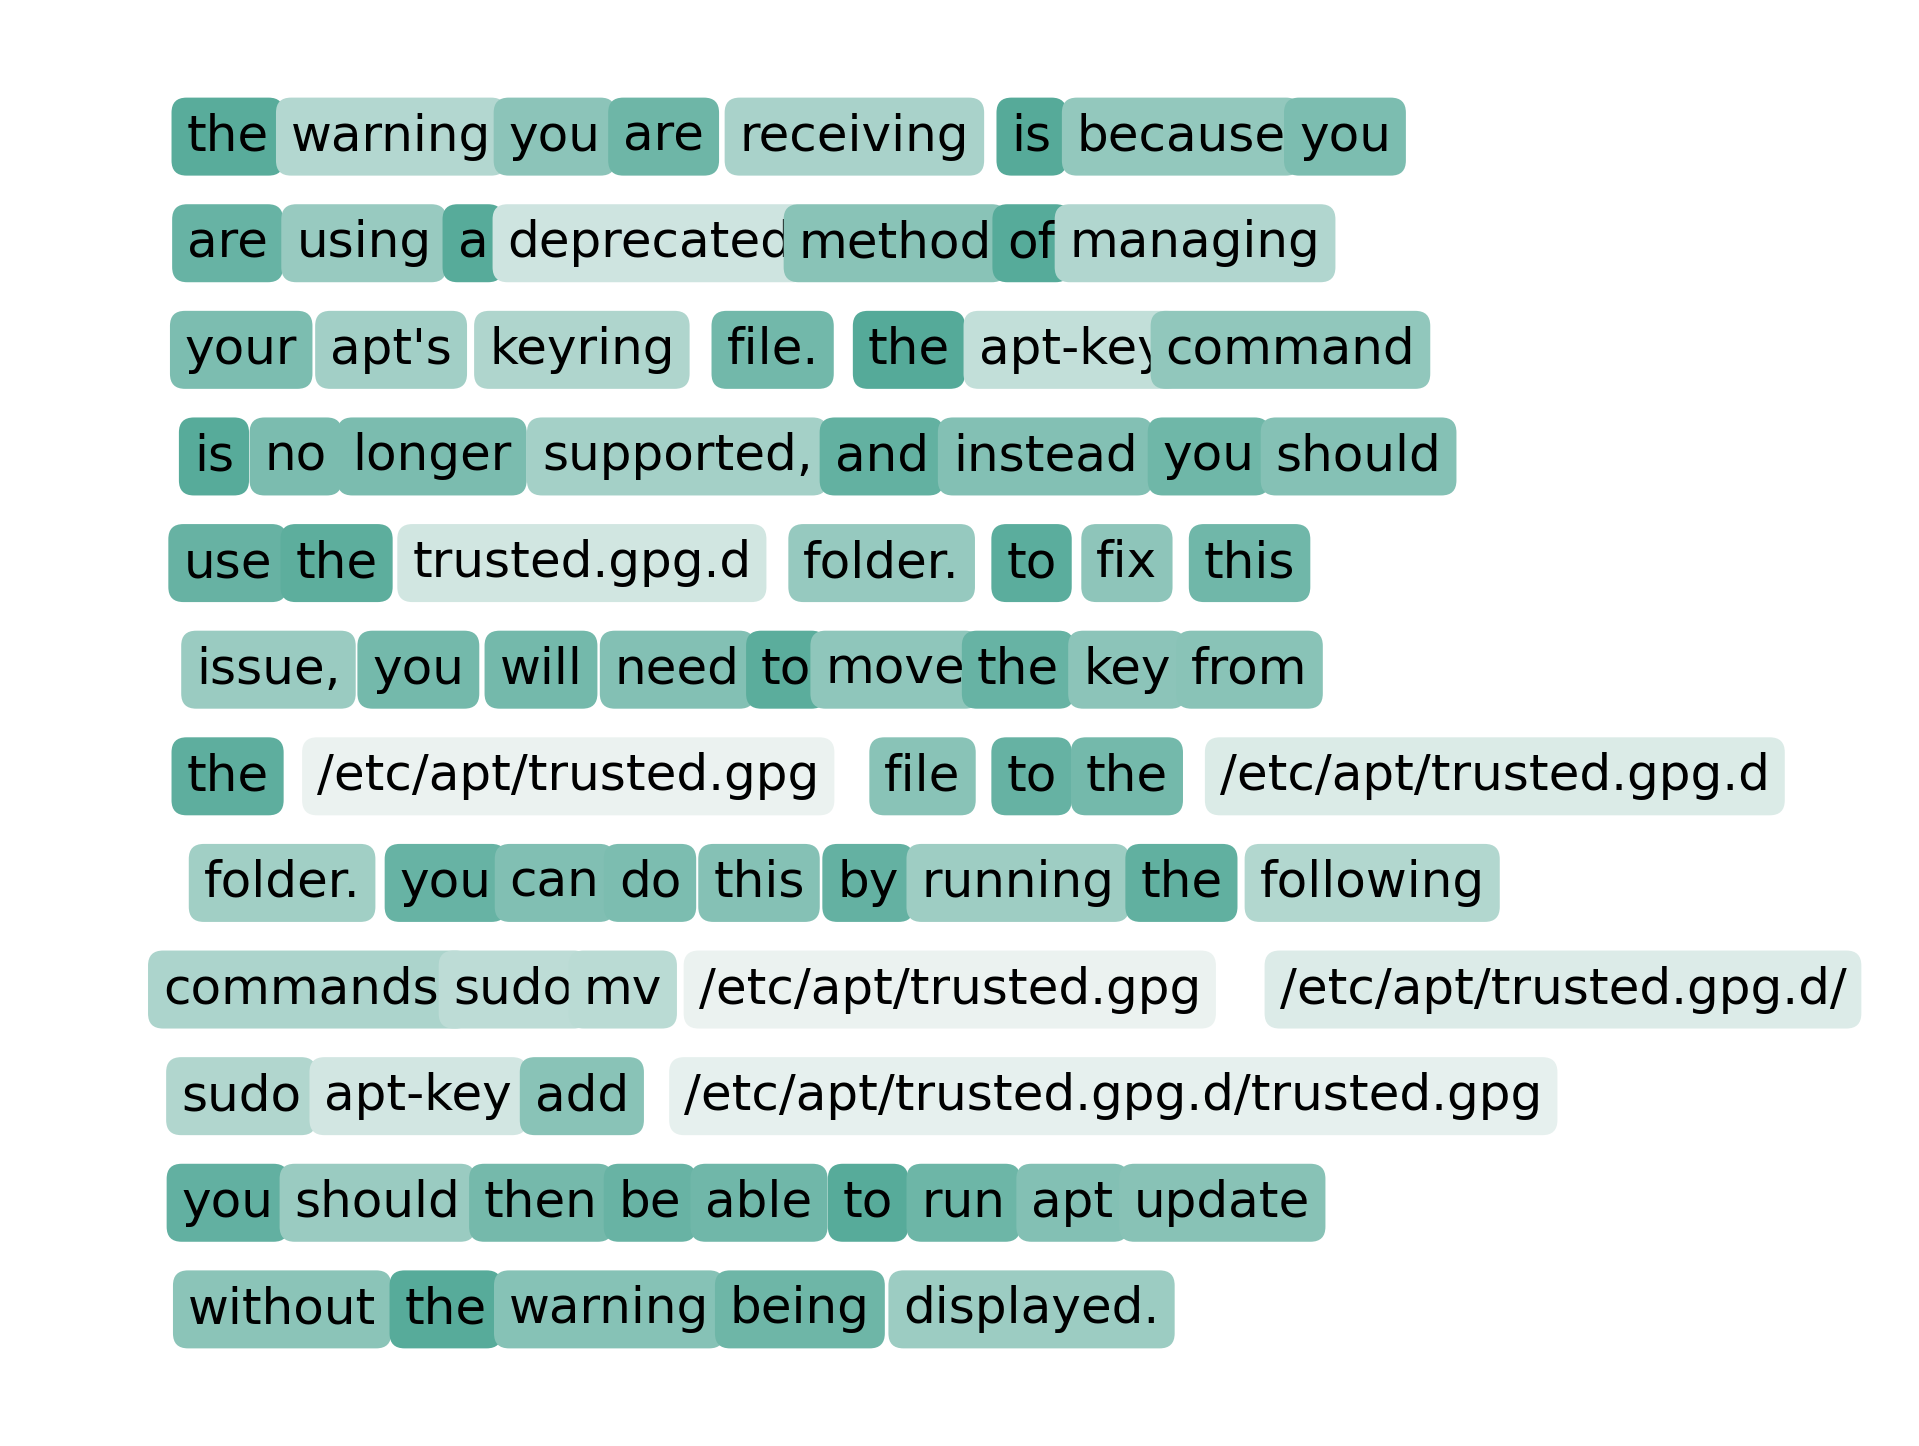 the warning you are receiving is because you
are using a deprecated method of managing
your apt's keyring file. the apt-key command
is no longer supported, and instead you should
use the trusted.gpg.d folder. to fix this
issue, you will need to move the key from
the /etc/apt/trusted.gpg file to the /etc/apt/trusted.gpg.d
folder. you can do this by running the following
commands sudo mv /etc/apt/trusted.gpg /etc/apt/trusted.gpg.d/
sudo apt-key add /etc/apt/trusted.gpg.d/trusted.gpg
you should then be able to run apt update
without the warning being displayed.